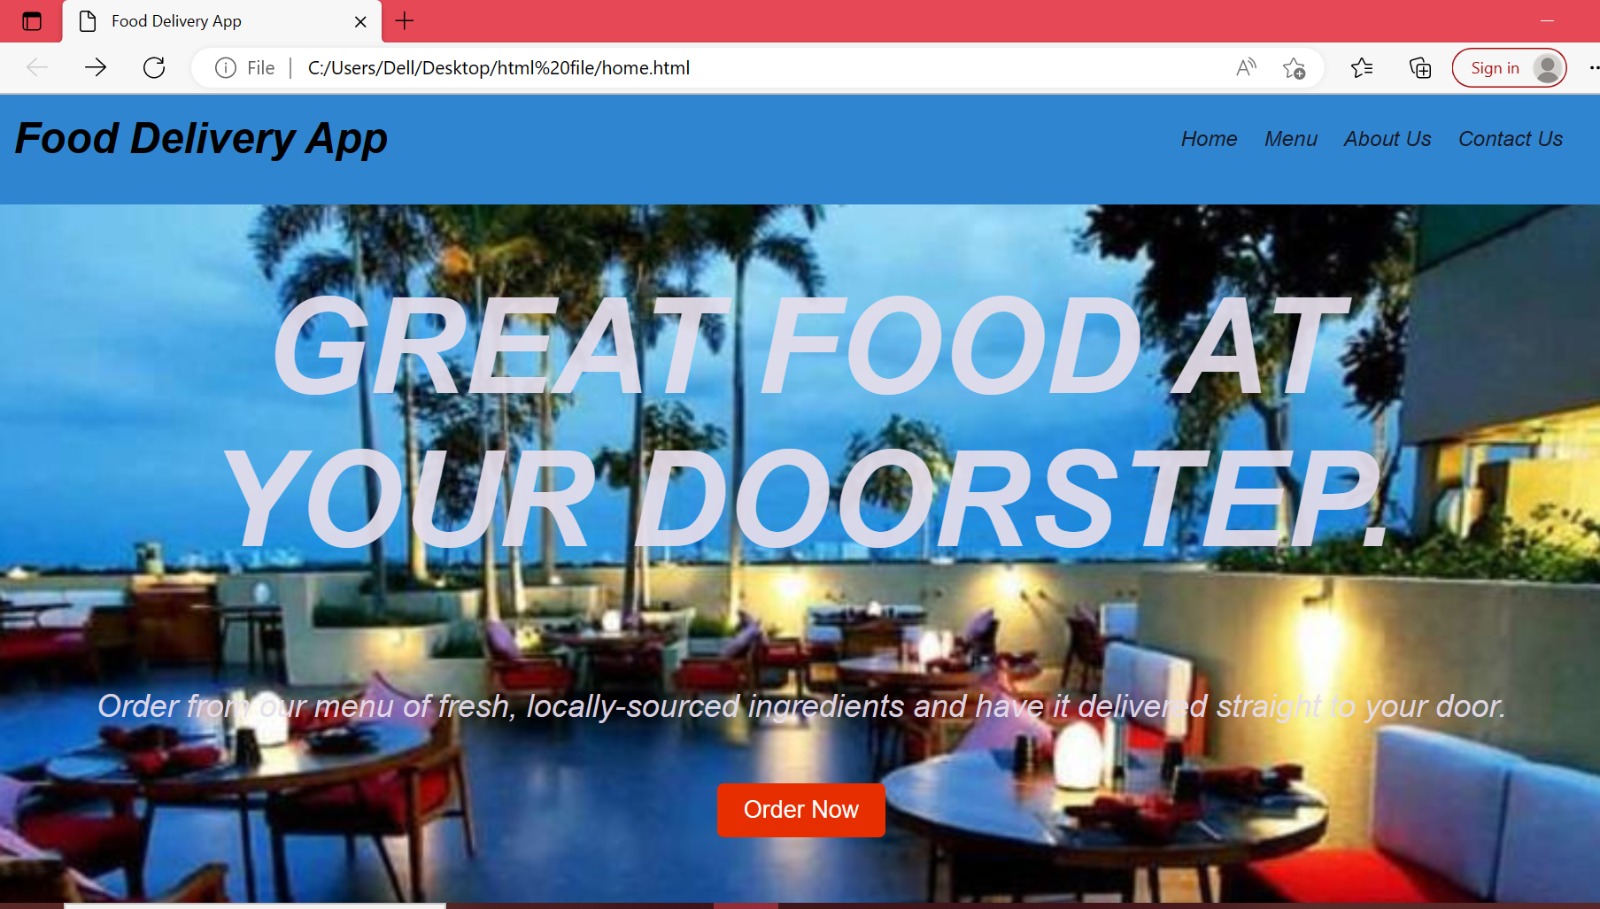 Food Delivery App
File C:/Users/Dell/Desktop/html%20file/home.html Sign in
Food Delivery App Home Menu About Us Contact Us
GREAT FOOD AT
YOUR DOORSTEP.
Order from our menu of fresh, locally-sourced ingredients and have it delivered straight to your door.
Order Now